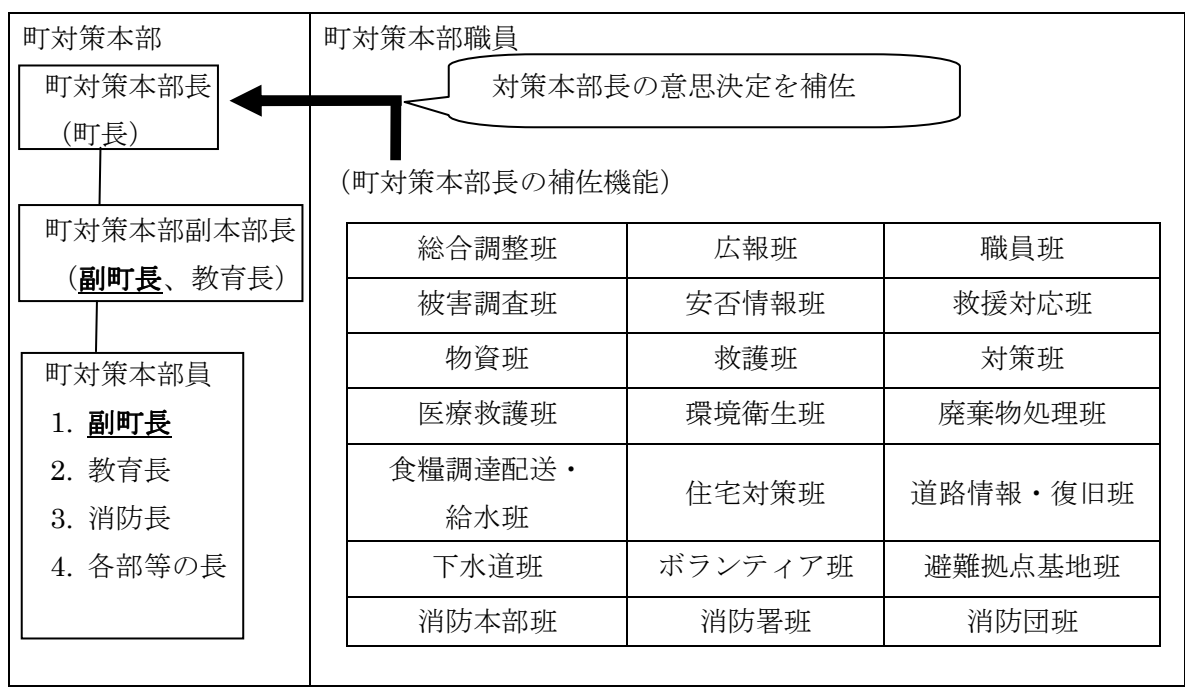 町対策本部
町対策本部長
（町長）
町対策本部副本部長
（副町長、教育長）
町対策本部員
1. 副町長
2. 教育長
3. 消防長
4. 各部等の長
町対策本部職員
対策本部長の意思決定を補佐
（町対策本部長の補佐機能）
総合調整班 広報班 職員班
被害調査班 安否情報班 救援対応班
物資班 救護班 対策班
医療救護班 環境衛生班 廃棄物処理班
食糧調達配送・
給水班 住宅対策班 道路情報・復旧班
下水道班 ボランティア班 避難拠点基地班
消防本部班 消防署班 消防団班